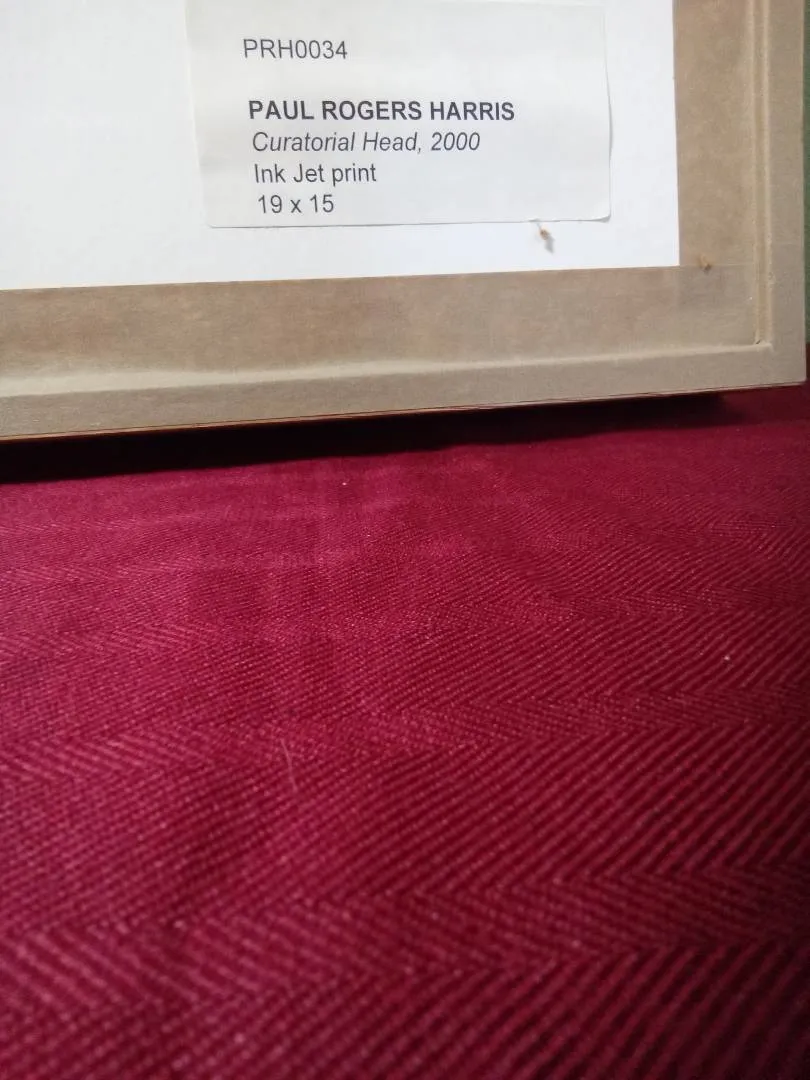 PRH0034
PAUL ROGERS HARRIS
Curatorial Head, 2000
Ink Jet print
19 x 15